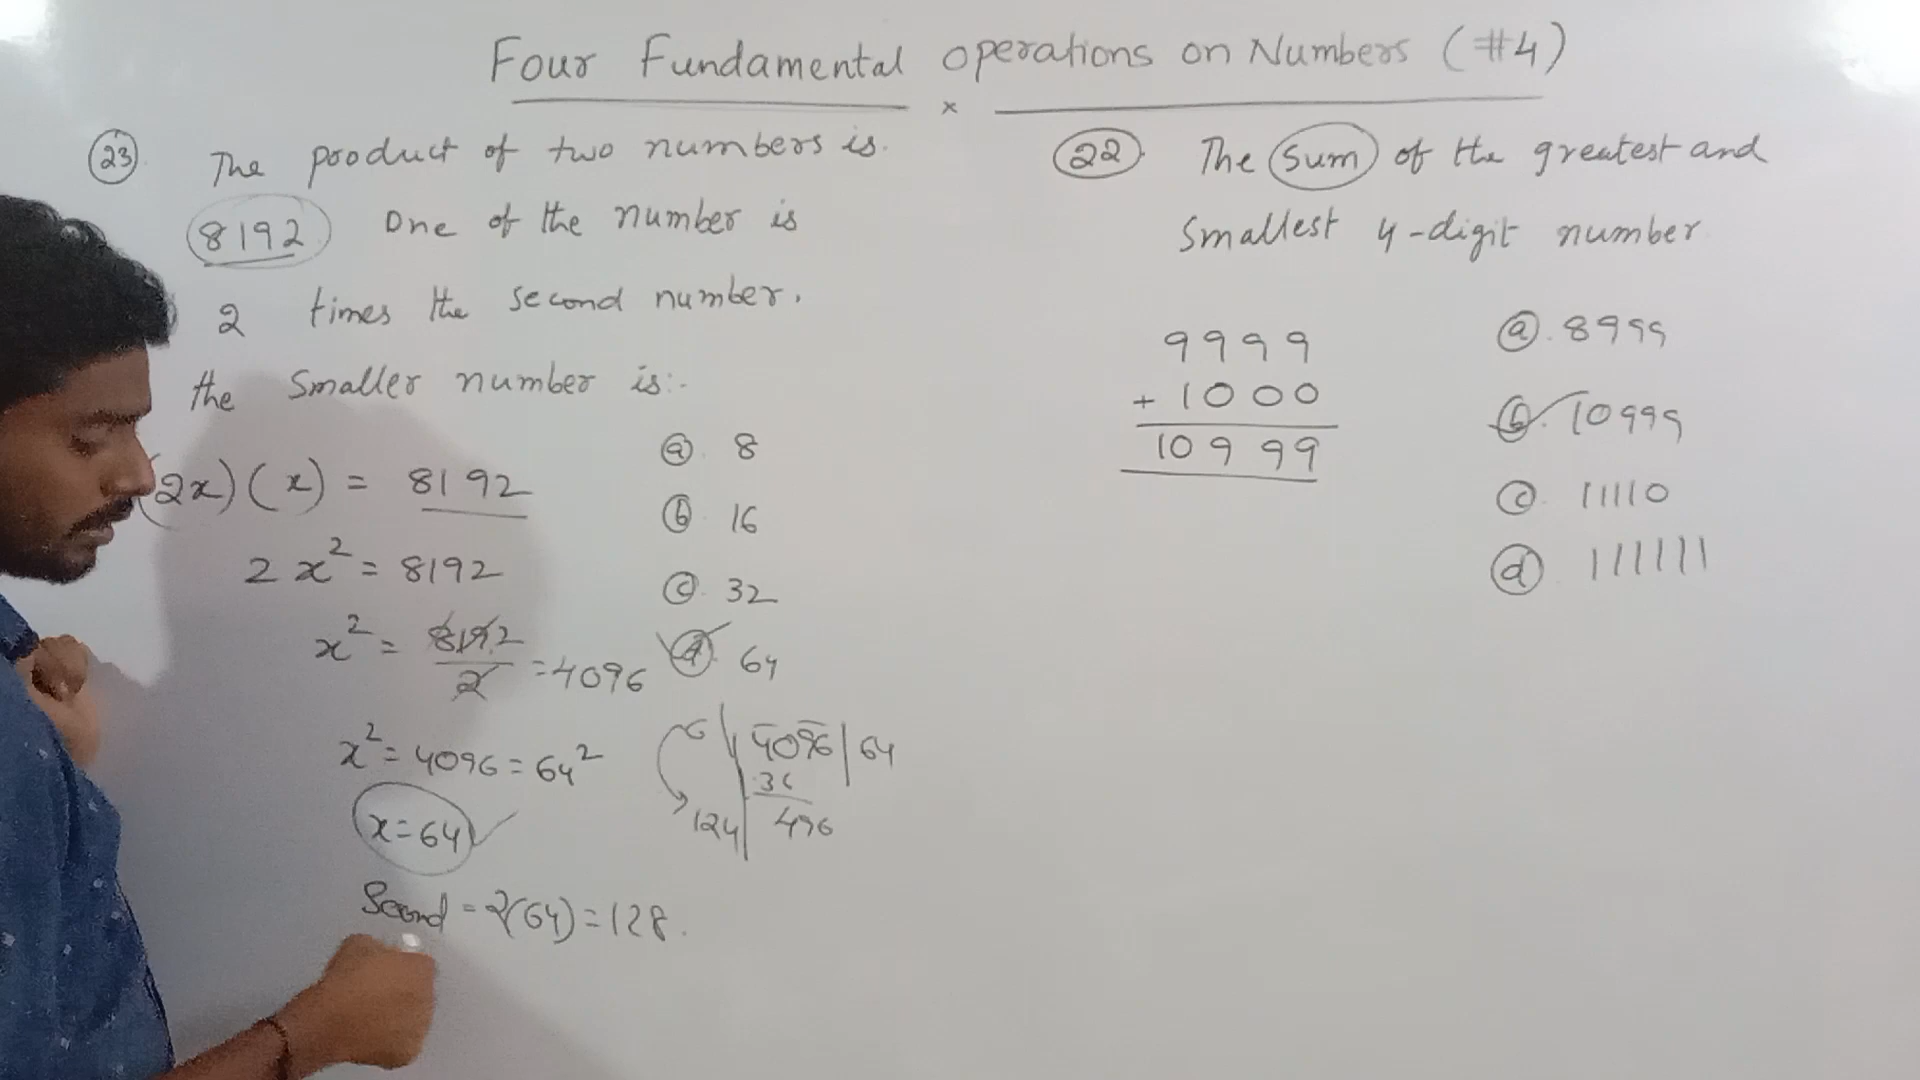 Four Fundamental Operations on Numbers (#4)
x
23. The product of two numbers is.
8192 One of the number is
2 times the second number.
the Smaller number is:-
(2x)(x) = 8192
2x² = 8192
x² = 8192/2 = 4096
x² = 4096 = 64²
x = 64 ✓
Second = 2(64) = 128.
a. 8
b. 16
c. 32
d. 64
6 | 4096 | 64
36
124 | 496
22. The Sum of the greatest and
Smallest 4-digit number
9999
+ 1000
10999
a. 8999
b. 10999
c. 11110
d. 111111